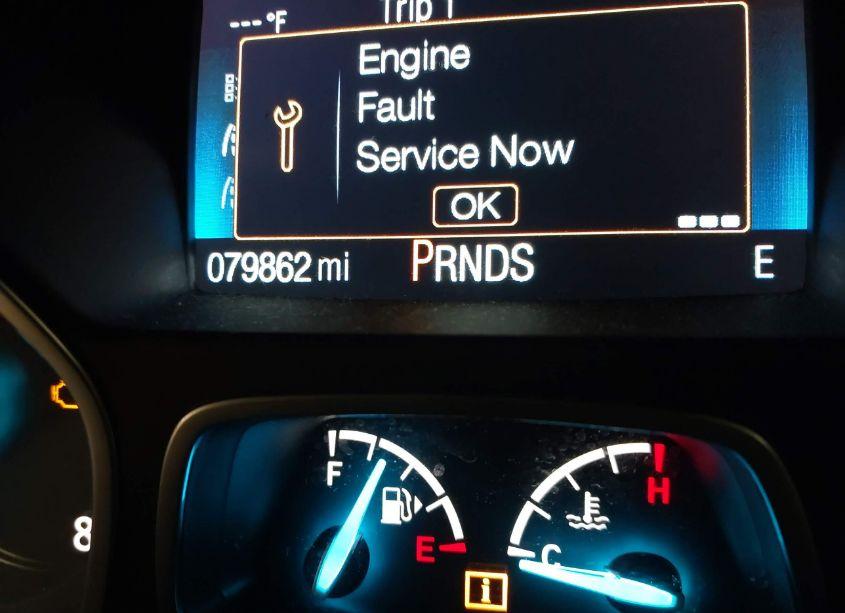 ---°F
Trip 1
Engine
Fault
Service Now
OK
079862 mi
PRNDS
E
8
F
E
H
C
i